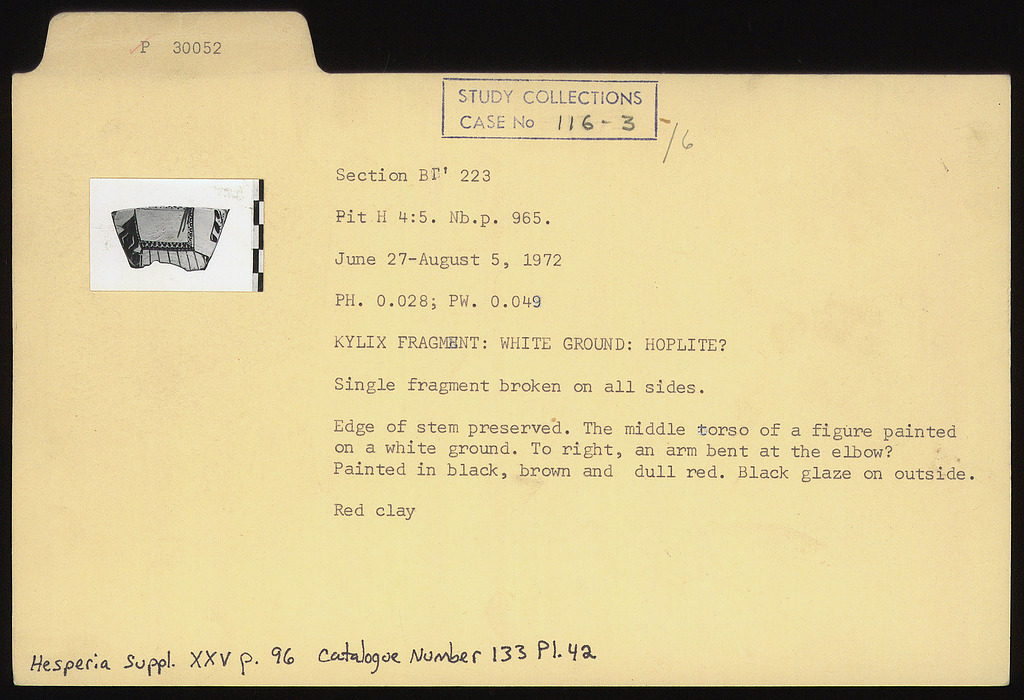 P 30052
STUDY COLLECTIONS
CASE No 116-3
-/6
Section BΓ' 223
Pit H 4:5. Nb.p. 965.
June 27-August 5, 1972
PH. 0.028; PW. 0.049
KYLIX FRAGMENT: WHITE GROUND: HOPLITE?
Single fragment broken on all sides.
Edge of stem preserved. The middle torso of a figure painted
on a white ground. To right, an arm bent at the elbow?
Painted in black, brown and dull red. Black glaze on outside.
Red clay
Hesperia Suppl. XXV p. 96 Catalogue Number 133 Pl. 42